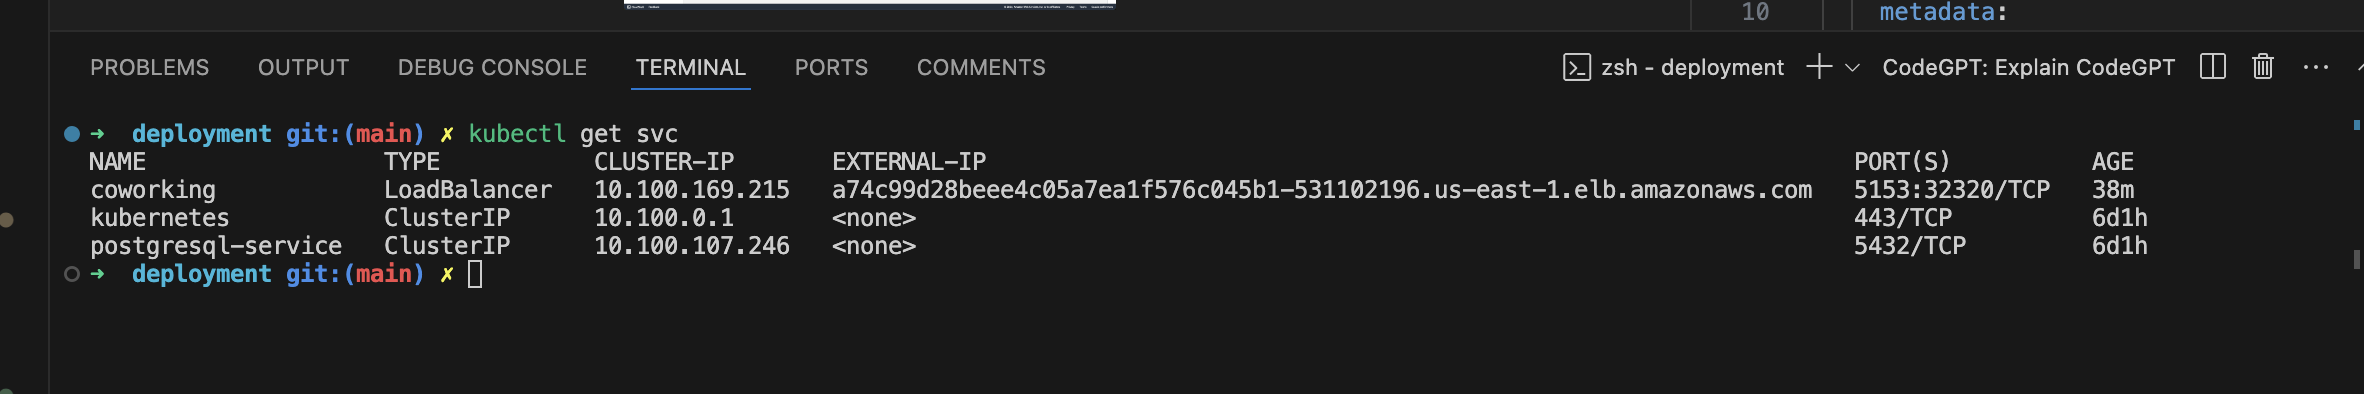 10 metadata:
PROBLEMS OUTPUT DEBUG CONSOLE TERMINAL PORTS COMMENTS zsh - deployment CodeGPT: Explain CodeGPT
➜ deployment git:(main) ✗ kubectl get svc
NAME TYPE CLUSTER-IP EXTERNAL-IP PORT(S) AGE
coworking LoadBalancer 10.100.169.215 a74c99d28beee4c05a7ea1f576c045b1-531102196.us-east-1.elb.amazonaws.com 5153:32320/TCP 38m
kubernetes ClusterIP 10.100.0.1 <none> 443/TCP 6d1h
postgresql-service ClusterIP 10.100.107.246 <none> 5432/TCP 6d1h
➜ deployment git:(main) ✗